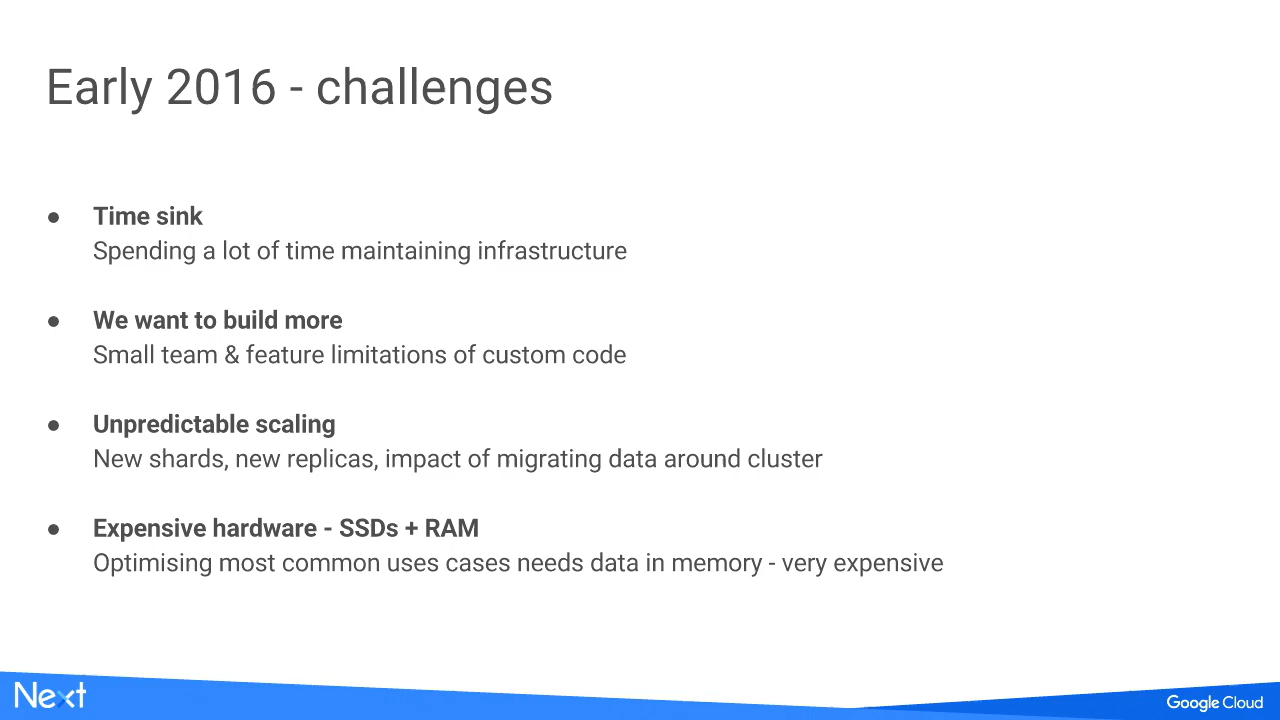 Early 2016 - challenges
● Time sink
Spending a lot of time maintaining infrastructure
● We want to build more
Small team & feature limitations of custom code
● Unpredictable scaling
New shards, new replicas, impact of migrating data around cluster
● Expensive hardware - SSDs + RAM
Optimising most common uses cases needs data in memory - very expensive
Next
Google Cloud